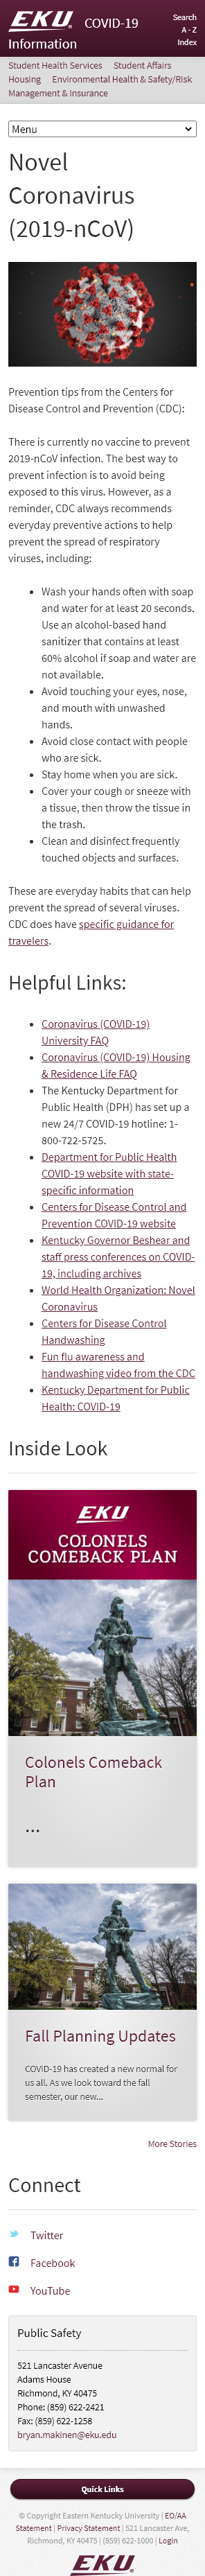 EKU COVID-19
Information
Search
A - Z
Index
Student Health Services Student Affairs
Housing Environmental Health & Safety/Risk
Management & Insurance
Menu
Novel
Coronavirus
(2019-nCoV)
Prevention tips from the Centers for
Disease Control and Prevention (CDC):
There is currently no vaccine to prevent
2019-nCoV infection. The best way to
prevent infection is to avoid being
exposed to this virus. However, as a
reminder, CDC always recommends
everyday preventive actions to help
prevent the spread of respiratory
viruses, including:
• Wash your hands often with soap
and water for at least 20 seconds.
Use an alcohol-based hand
sanitizer that contains at least
60% alcohol if soap and water are
not available.
• Avoid touching your eyes, nose,
and mouth with unwashed
hands.
• Avoid close contact with people
who are sick.
• Stay home when you are sick.
• Cover your cough or sneeze with
a tissue, then throw the tissue in
the trash.
• Clean and disinfect frequently
touched objects and surfaces.
These are everyday habits that can help
prevent the spread of several viruses.
CDC does have specific guidance for
travelers.
Helpful Links:
• Coronavirus (COVID-19)
University FAQ
• Coronavirus (COVID-19) Housing
& Residence Life FAQ
• The Kentucky Department for
Public Health (DPH) has set up a
new 24/7 COVID-19 hotline: 1-
800-722-5725.
• Department for Public Health
COVID-19 website with state-
specific information
• Centers for Disease Control and
Prevention COVID-19 website
• Kentucky Governor Beshear and
staff press conferences on COVID-
19, including archives
• World Health Organization: Novel
Coronavirus
• Centers for Disease Control
Handwashing
• Fun flu awareness and
handwashing video from the CDC
• Kentucky Department for Public
Health: COVID-19
Inside Look
EKU
COLONELS
COMEBACK PLAN
Colonels Comeback
Plan
...
Fall Planning Updates
COVID-19 has created a new normal for
us all. As we look toward the fall
semester, our new...
More Stories
Connect
Twitter
Facebook
YouTube
Public Safety
521 Lancaster Avenue
Adams House
Richmond, KY 40475
Phone: (859) 622-2421
Fax: (859) 622-1258
bryan.makinen@eku.edu
Quick Links
© Copyright Eastern Kentucky University | EO/AA
Statement | Privacy Statement | 521 Lancaster Ave,
Richmond, KY 40475 | (859) 622-1000 | Login
EKU